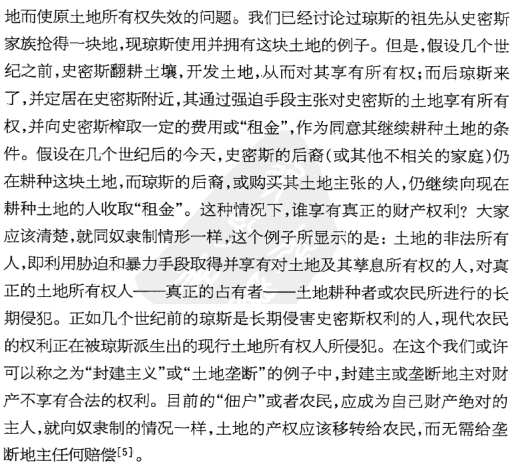 地而使原土地所有权失效的问题。我们已经讨论过琼斯的祖先从史密斯
家族抢得一块地,现琼斯使用并拥有这块土地的例子。但是,假设几个世
纪之前,史密斯翻耕土壤,开发土地,从而对其享有所有权;而后琼斯来
了,并定居在史密斯附近,其通过强迫手段主张对史密斯的土地享有所有
权,并向史密斯榨取一定的费用或“租金”,作为同意其继续耕种土地的条
件。假设在几个世纪后的今天,史密斯的后裔(或其他不相关的家庭)仍
在耕种这块土地,而琼斯的后裔,或购买其土地主张的人,仍继续向现在
耕种土地的人收取“租金”。这种情况下,谁享有真正的财产权利？大家
应该清楚,就同奴隶制情形一样,这个例子所显示的是：土地的非法所有
人,即利用胁迫和暴力手段取得并享有对土地及其孳息所有权的人,对真
正的土地所有权人——真正的占有者——土地耕种者或农民所进行的长
期侵犯。正如几个世纪前的琼斯是长期侵害史密斯权利的人,现代农民
的权利正在被琼斯派生出的现行土地所有权人所侵犯。在这个我们或许
可以称之为“封建主义”或“土地垄断”的例子中,封建主或垄断地主对财
产不享有合法的权利。目前的“佃户”或者农民,应成为自己财产绝对的
主人,就向奴隶制的情况一样,土地的产权应该移转给农民,而无需给垄
断地主任何赔偿[5]。